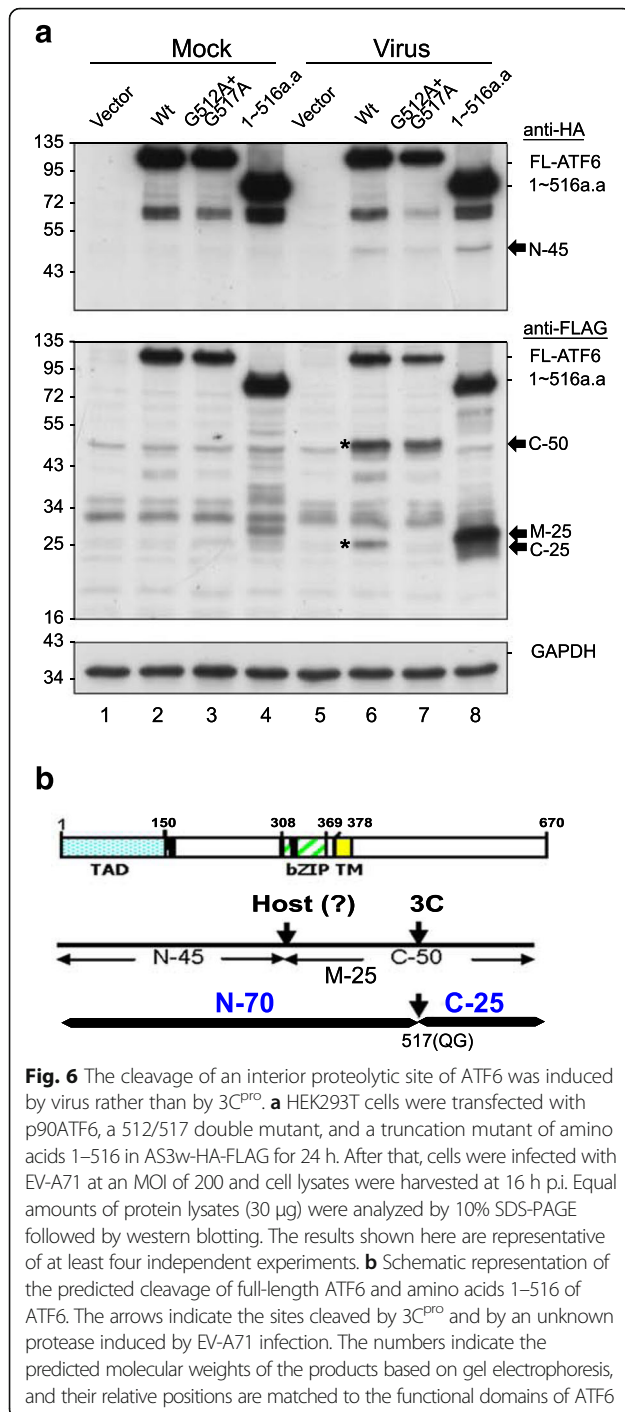 a
Mock Virus
Vector Wt G512A+ G517A 1~516a.a Vector Wt G512A+ G517A 1~516a.a
anti-HA
135
95
72
55
43
FL-ATF6
1~516a.a
N-45
anti-FLAG
135
95
72
55
43
34
25
16
FL-ATF6
1~516a.a
* C-50
M-25
* C-25
43
34
GAPDH
1 2 3 4 5 6 7 8
b
1 150 308 369 378 670
TAD bZIP TM
Host (?) 3C
N-45 C-50
M-25
N-70 C-25
517(QG)
Fig. 6 The cleavage of an interior proteolytic site of ATF6 was induced
by virus rather than by 3Cpro. a HEK293T cells were transfected with
p90ATF6, a 512/517 double mutant, and a truncation mutant of amino
acids 1–516 in AS3w-HA-FLAG for 24 h. After that, cells were infected with
EV-A71 at an MOI of 200 and cell lysates were harvested at 16 h p.i. Equal
amounts of protein lysates (30 μg) were analyzed by 10% SDS-PAGE
followed by western blotting. The results shown here are representative
of at least four independent experiments. b Schematic representation of
the predicted cleavage of full-length ATF6 and amino acids 1–516 of
ATF6. The arrows indicate the sites cleaved by 3Cpro and by an unknown
protease induced by EV-A71 infection. The numbers indicate the
predicted molecular weights of the products based on gel electrophoresis,
and their relative positions are matched to the functional domains of ATF6